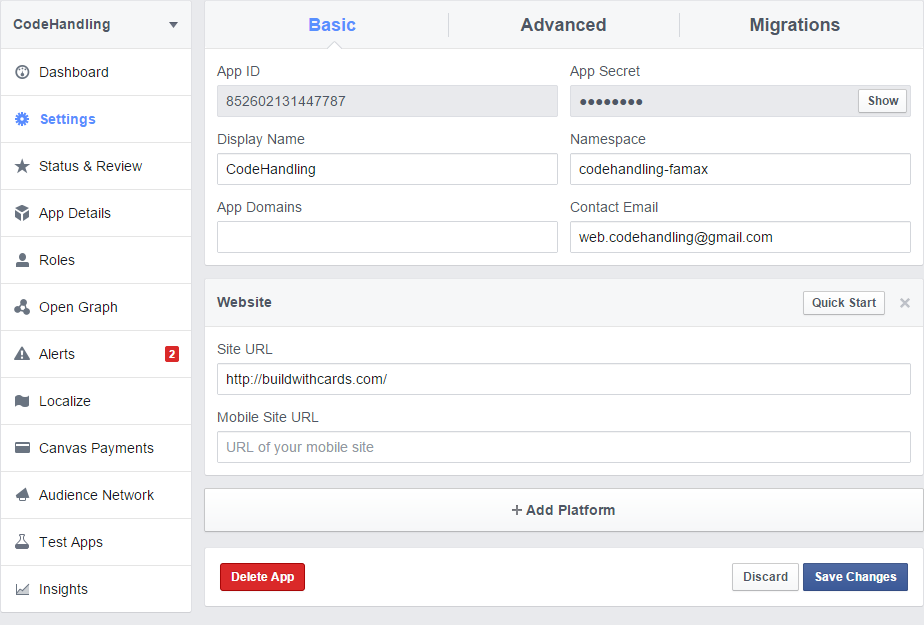 CodeHandling
Dashboard
Settings
Status & Review
App Details
Roles
Open Graph
Alerts 2
Localize
Canvas Payments
Audience Network
Test Apps
Insights
Basic Advanced Migrations
App ID App Secret
852602131447787 ●●●●●●●● Show
Display Name Namespace
CodeHandling codehandling-famax
App Domains Contact Email
web.codehandling@gmail.com
Website Quick Start ×
Site URL
http://buildwithcards.com/
Mobile Site URL
URL of your mobile site
+ Add Platform
Delete App Discard Save Changes